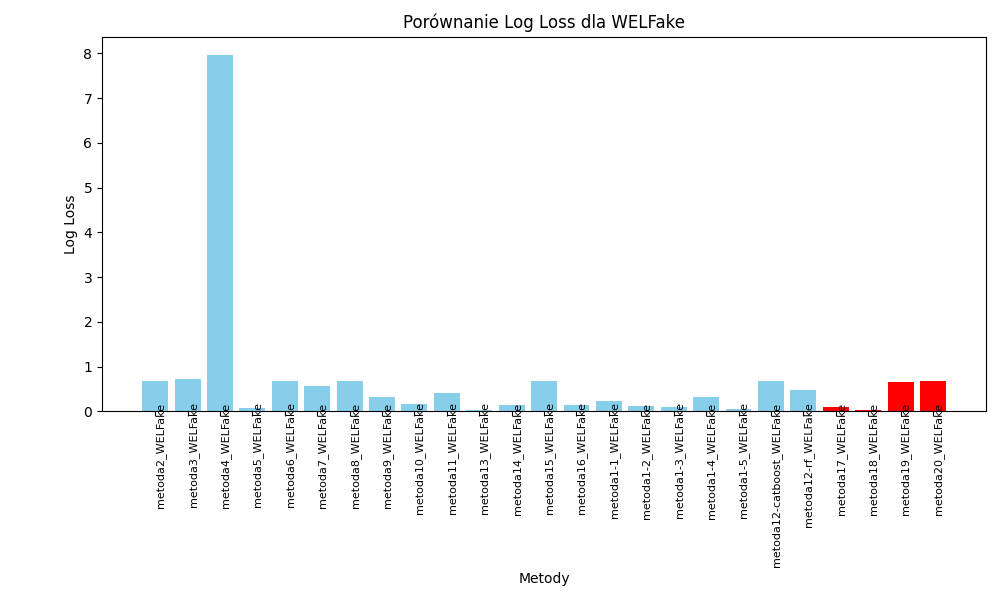 Porównanie Log Loss dla WELFake
Log Loss
8
7
6
5
4
3
2
1
0
metoda2_WELFake
metoda3_WELFake
metoda4_WELFake
metoda5_WELFake
metoda6_WELFake
metoda7_WELFake
metoda8_WELFake
metoda9_WELFake
metoda10_WELFake
metoda11_WELFake
metoda13_WELFake
metoda14_WELFake
metoda15_WELFake
metoda16_WELFake
metoda1-1_WELFake
metoda1-2_WELFake
metoda1-3_WELFake
metoda1-4_WELFake
metoda1-5_WELFake
metoda12-catboost_WELFake
metoda12-rf_WELFake
metoda17_WELFake
metoda18_WELFake
metoda19_WELFake
metoda20_WELFake
Metody